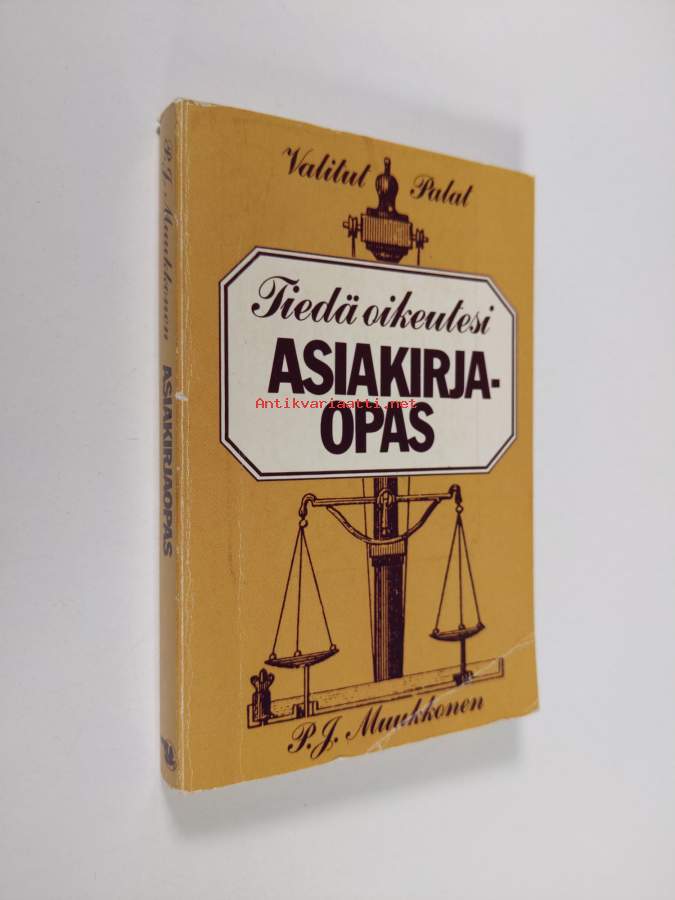 Valitut Palat
Tiedä oikeutesi
ASIAKIRJA-
OPAS
P.J. Muukkonen
P.J. Muukkonen ASIAKIRJAOPAS
Antikvariaatti.net